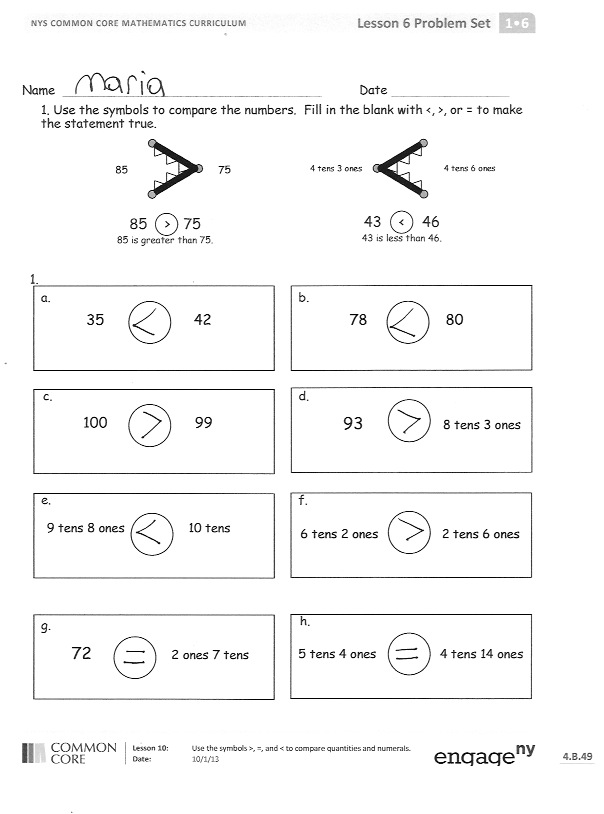 NYS COMMON CORE MATHEMATICS CURRICULUM Lesson 6 Problem Set 1•6
Name Maria Date
1. Use the symbols to compare the numbers. Fill in the blank with <, >, or = to make
the statement true.
85 75 4 tens 3 ones 4 tens 6 ones
85 > 75 43 < 46
85 is greater than 75. 43 is less than 46.
1.
a. b.
35 < 42 78 < 80
c. d.
100 > 99 93 > 8 tens 3 ones
e. f.
9 tens 8 ones < 10 tens 6 tens 2 ones > 2 tens 6 ones
g. h.
72 = 2 ones 7 tens 5 tens 4 ones = 4 tens 14 ones
COMMON CORE Lesson 10: Use the symbols >, =, and < to compare quantities and numerals.
Date: 10/1/13 engage ny 4.B.49